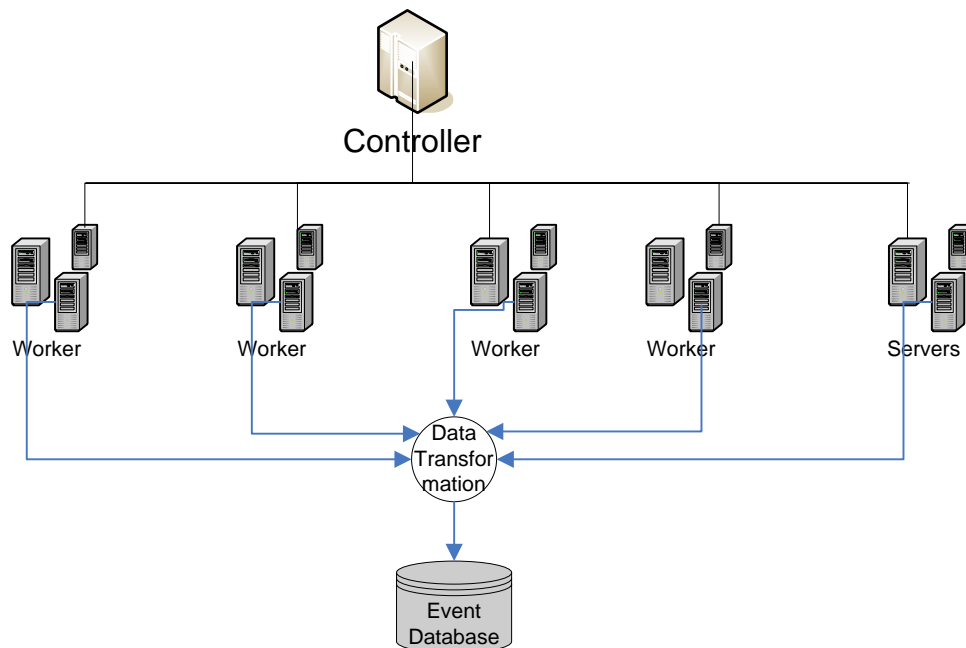 Controller
Worker
Worker
Worker
Worker
Servers
Data
Transfor
mation
Event
Database